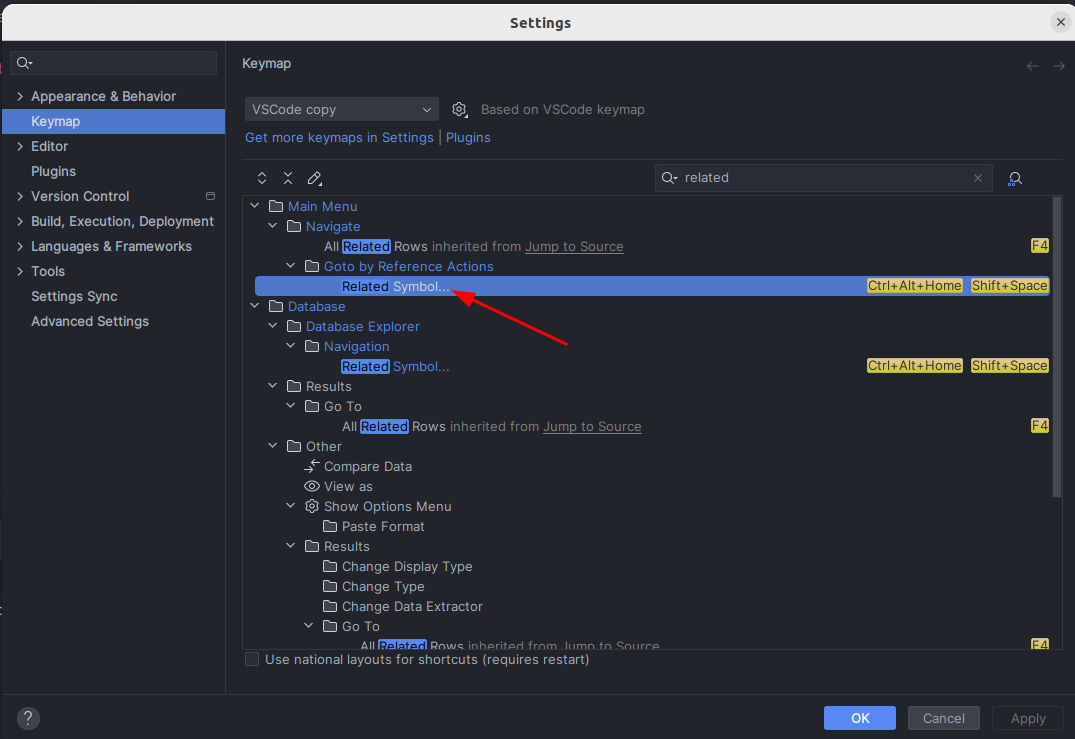 Settings
Keymap
Appearance & Behavior
Keymap
Editor
Plugins
Version Control
Build, Execution, Deployment
Languages & Frameworks
Tools
Settings Sync
Advanced Settings
VSCode copy
Based on VSCode keymap
Get more keymaps in Settings | Plugins
related
Main Menu
Navigate
All Related Rows inherited from Jump to Source F4
Goto by Reference Actions
Related Symbol... Ctrl+Alt+Home Shift+Space
Database
Database Explorer
Navigation
Related Symbol... Ctrl+Alt+Home Shift+Space
Results
Go To
All Related Rows inherited from Jump to Source F4
Other
Compare Data
View as
Show Options Menu
Paste Format
Results
Change Display Type
Change Type
Change Data Extractor
Go To
All Related Rows inherited from Jump to Source F4
Use national layouts for shortcuts (requires restart)
?
OK Cancel Apply